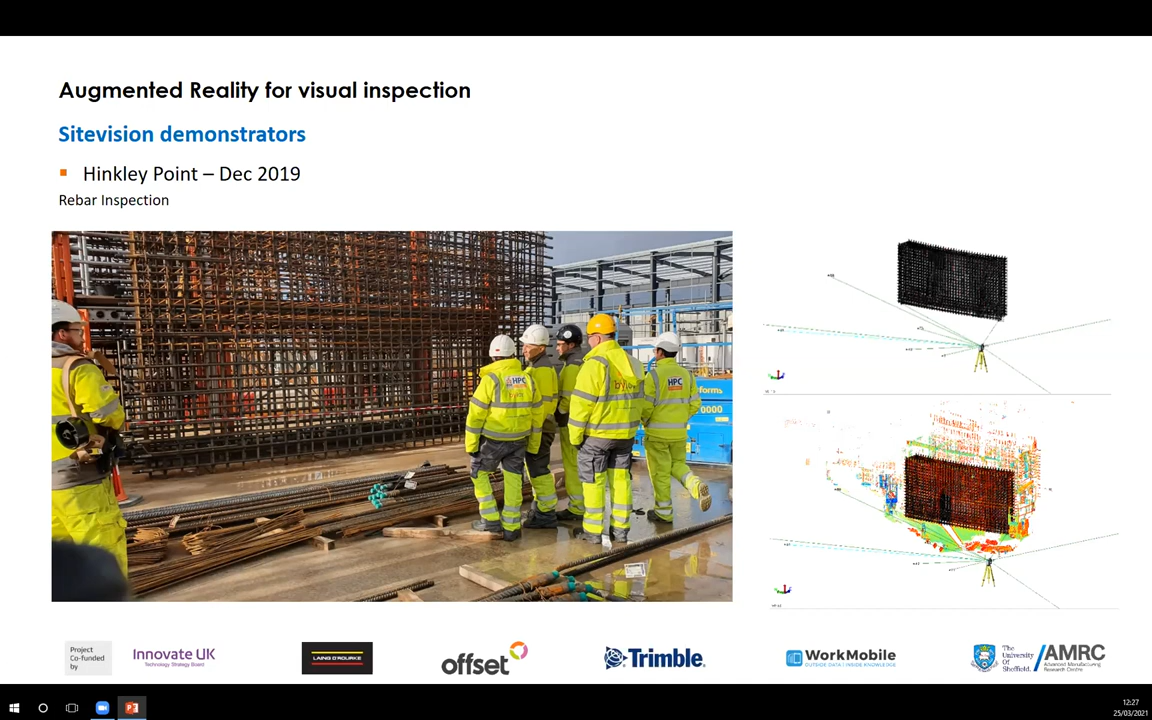 Augmented Reality for visual inspection
Sitevision demonstrators
Hinkley Point – Dec 2019
Rebar Inspection
HPC
bylor
HPC
forms
0000
Project
Co-funded
by
Innovate UK
Technology Strategy Board
LAING O'ROURKE
offset
Trimble
WorkMobile
OUTSIDE DATA | INSIDE KNOWLEDGE
The
University
Of
Sheffield.
AMRC
Advanced Manufacturing
Research Centre
12:27
25/03/2021